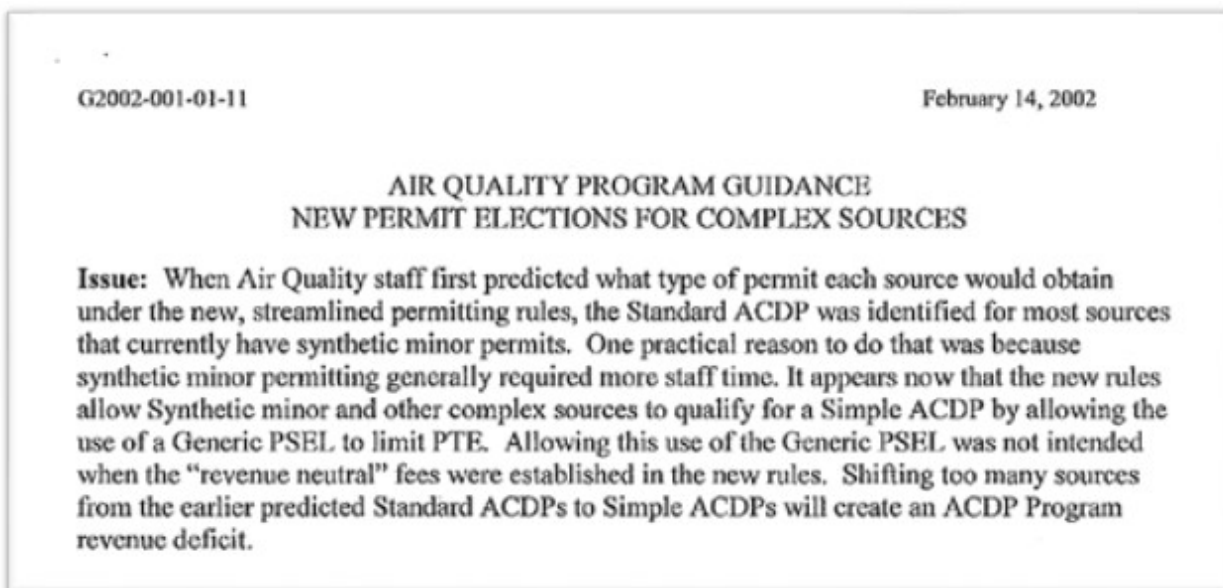 G2002-001-01-11 February 14, 2002
AIR QUALITY PROGRAM GUIDANCE
NEW PERMIT ELECTIONS FOR COMPLEX SOURCES
Issue: When Air Quality staff first predicted what type of permit each source would obtain
under the new, streamlined permitting rules, the Standard ACDP was identified for most sources
that currently have synthetic minor permits. One practical reason to do that was because
synthetic minor permitting generally required more staff time. It appears now that the new rules
allow Synthetic minor and other complex sources to qualify for a Simple ACDP by allowing the
use of a Generic PSEL to limit PTE. Allowing this use of the Generic PSEL was not intended
when the “revenue neutral” fees were established in the new rules. Shifting too many sources
from the earlier predicted Standard ACDPs to Simple ACDPs will create an ACDP Program
revenue deficit.